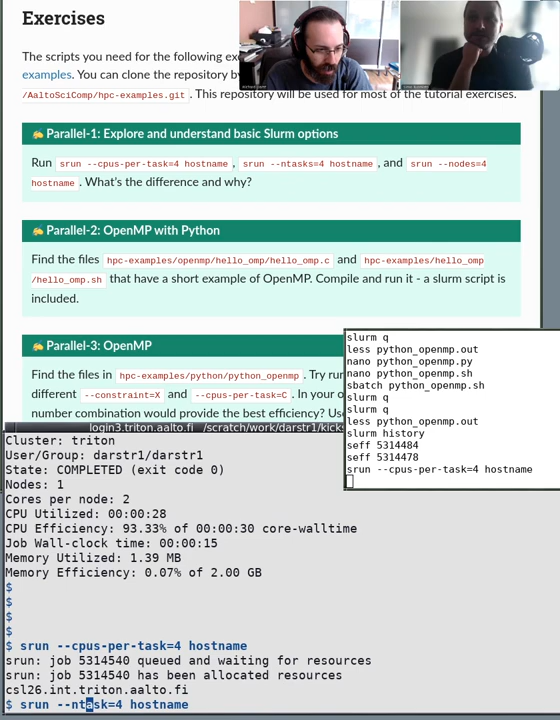 Exercises
The scripts you need for the following exe
examples. You can clone the repository by
/AaltoSciComp/hpc-examples.git . This repository will be used for most of the tutorial exercises.
✍ Parallel-1: Explore and understand basic Slurm options
Run srun --cpus-per-task=4 hostname , srun --ntasks=4 hostname , and srun --nodes=4
hostname . What's the difference and why?
✍ Parallel-2: OpenMP with Python
Find the files hpc-examples/openmp/hello_omp/hello_omp.c and hpc-examples/hello_omp
/hello_omp.sh that have a short example of OpenMP. Compile and run it - a slurm script is
included.
✍ Parallel-3: OpenMP
Find the files in hpc-examples/python/python_openmp . Try run
different --constraint=X and --cpus-per-task=C . In your o
number combination would provide the best efficiency? Use
slurm q
less python_openmp.out
nano python_openmp.py
nano python_openmp.sh
sbatch python_openmp.sh
slurm q
slurm q
less python_openmp.out
slurm history
seff 5314484
seff 5314478
srun --cpus-per-task=4 hostname
login3.triton.aalto.fi /scratch/work/darstr1/kicks
Cluster: triton
User/Group: darstr1/darstr1
State: COMPLETED (exit code 0)
Nodes: 1
Cores per node: 2
CPU Utilized: 00:00:28
CPU Efficiency: 93.33% of 00:00:30 core-walltime
Job Wall-clock time: 00:00:15
Memory Utilized: 1.39 MB
Memory Efficiency: 0.07% of 2.00 GB
$
$
$
$
$ srun --cpus-per-task=4 hostname
srun: job 5314540 queued and waiting for resources
srun: job 5314540 has been allocated resources
csl26.int.triton.aalto.fi
$ srun --ntask=4 hostname